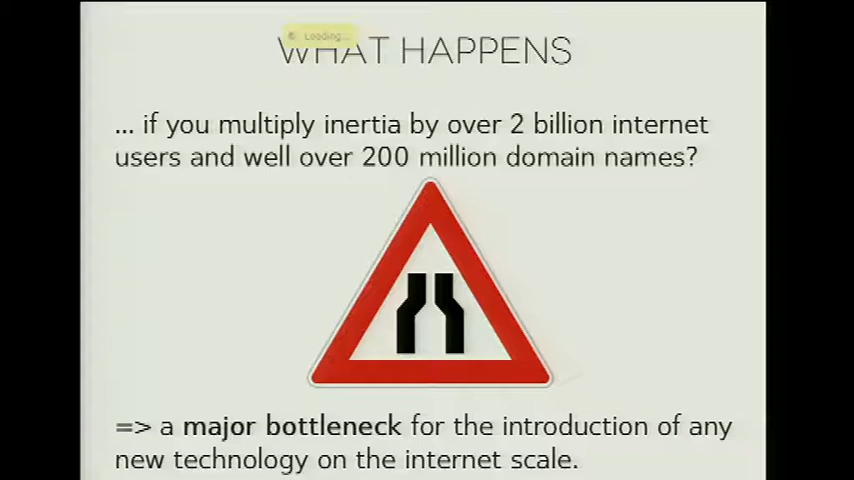 Loading...
WHAT HAPPENS
... if you multiply inertia by over 2 billion internet
users and well over 200 million domain names?
=> a major bottleneck for the introduction of any
new technology on the internet scale.